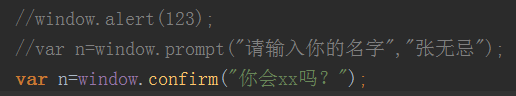 //window.alert(123);
//var n=window.prompt("请输入你的名字","张无忌");
var n=window.confirm("你会xx吗？");